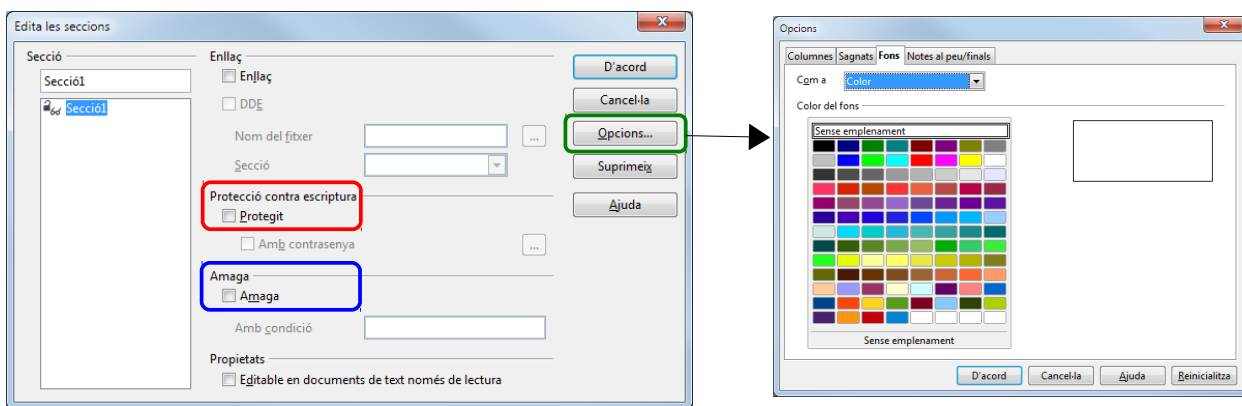 Edita les seccions
Secció
Secció1
Secció1
Enllaç
Enllaç
DDE
Nom del fitxer
...
Secció
Protecció contra escriptura
Protegit
Amb contrasenya
...
Amaga
Amaga
Amb condició
Propietats
Editable en documents de text només de lectura
D'acord
Cancel·la
Opcions...
Suprimeix
Ajuda
Opcions
Columnes Sagnats Fons Notes al peu/finals
Com a Color
Color del fons
Sense emplenament
Sense emplenament
D'acord Cancel·la Ajuda Reinicialitza